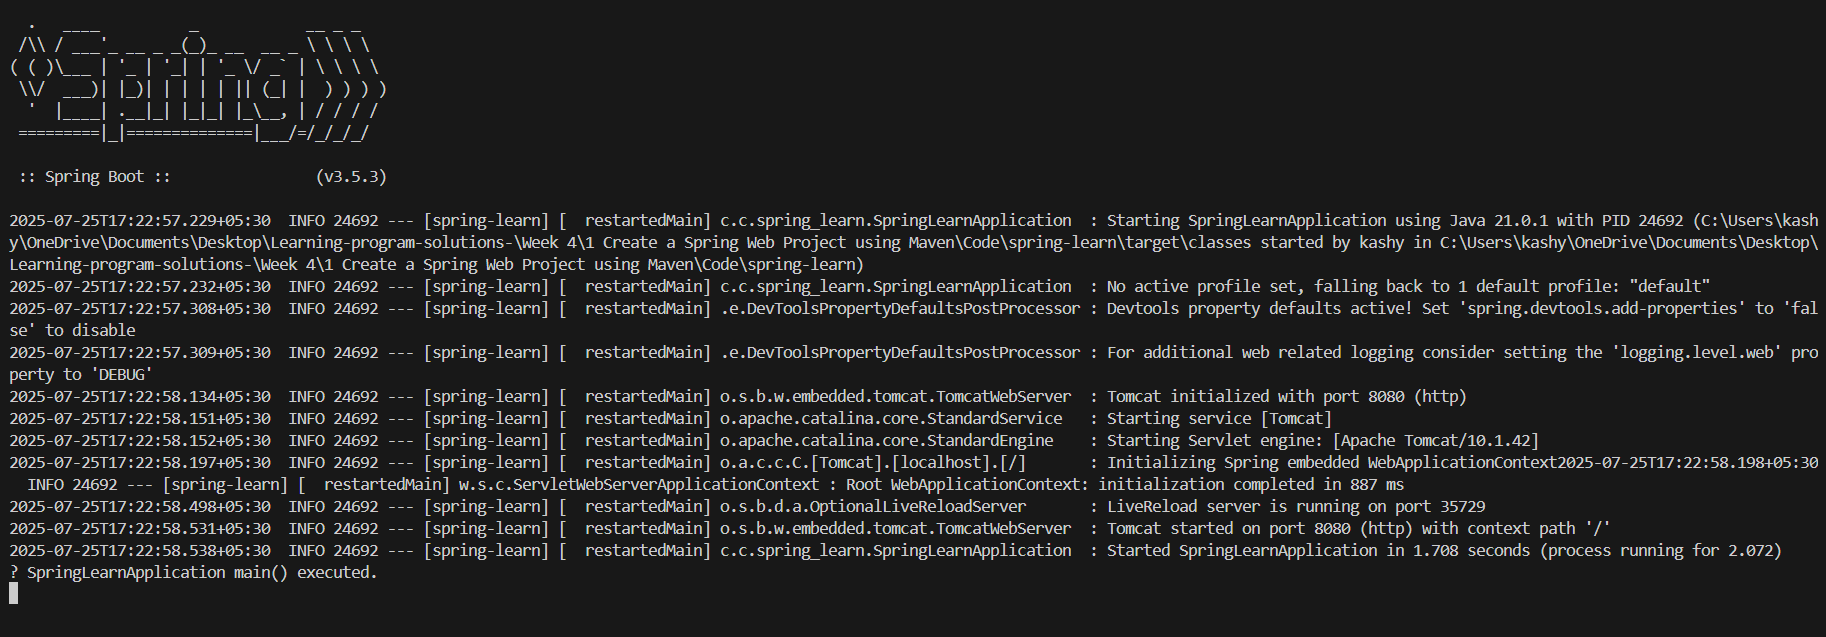 .   ____          _            __ _ _
 /\\ / ___'_ __ _ _(_)_ __  __ _ \ \ \ \
( ( )\___ | '_ | '_| | '_ \/ _` | \ \ \ \
 \\/  ___)| |_)| | | | | || (_| |  ) ) ) )
  '  |____| .__|_| |_|_| |_\__, | / / / /
 =========|_|==============|___/=/_/_/_/
 :: Spring Boot ::                (v3.5.3)
2025-07-25T17:22:57.229+05:30  INFO 24692 --- [spring-learn] [  restartedMain] c.c.spring_learn.SpringLearnApplication  : Starting SpringLearnApplication using Java 21.0.1 with PID 24692 (C:\Users\kash
y\OneDrive\Documents\Desktop\Learning-program-solutions-\Week 4\1 Create a Spring Web Project using Maven\Code\spring-learn\target\classes started by kashy in C:\Users\kashy\OneDrive\Documents\Desktop\
Learning-program-solutions-\Week 4\1 Create a Spring Web Project using Maven\Code\spring-learn)
2025-07-25T17:22:57.232+05:30  INFO 24692 --- [spring-learn] [  restartedMain] c.c.spring_learn.SpringLearnApplication  : No active profile set, falling back to 1 default profile: "default"
2025-07-25T17:22:57.308+05:30  INFO 24692 --- [spring-learn] [  restartedMain] .e.DevToolsPropertyDefaultsPostProcessor : Devtools property defaults active! Set 'spring.devtools.add-properties' to 'fal
se' to disable
2025-07-25T17:22:57.309+05:30  INFO 24692 --- [spring-learn] [  restartedMain] .e.DevToolsPropertyDefaultsPostProcessor : For additional web related logging consider setting the 'logging.level.web' pro
perty to 'DEBUG'
2025-07-25T17:22:58.134+05:30  INFO 24692 --- [spring-learn] [  restartedMain] o.s.b.w.embedded.tomcat.TomcatWebServer  : Tomcat initialized with port 8080 (http)
2025-07-25T17:22:58.151+05:30  INFO 24692 --- [spring-learn] [  restartedMain] o.apache.catalina.core.StandardService   : Starting service [Tomcat]
2025-07-25T17:22:58.152+05:30  INFO 24692 --- [spring-learn] [  restartedMain] o.apache.catalina.core.StandardEngine    : Starting Servlet engine: [Apache Tomcat/10.1.42]
2025-07-25T17:22:58.197+05:30  INFO 24692 --- [spring-learn] [  restartedMain] o.a.c.c.C.[Tomcat].[localhost].[/]       : Initializing Spring embedded WebApplicationContext2025-07-25T17:22:58.198+05:30
  INFO 24692 --- [spring-learn] [  restartedMain] w.s.c.ServletWebServerApplicationContext : Root WebApplicationContext: initialization completed in 887 ms
2025-07-25T17:22:58.498+05:30  INFO 24692 --- [spring-learn] [  restartedMain] o.s.b.d.a.OptionalLiveReloadServer       : LiveReload server is running on port 35729
2025-07-25T17:22:58.531+05:30  INFO 24692 --- [spring-learn] [  restartedMain] o.s.b.w.embedded.tomcat.TomcatWebServer  : Tomcat started on port 8080 (http) with context path '/'
2025-07-25T17:22:58.538+05:30  INFO 24692 --- [spring-learn] [  restartedMain] c.c.spring_learn.SpringLearnApplication  : Started SpringLearnApplication in 1.708 seconds (process running for 2.072)
? SpringLearnApplication main() executed.